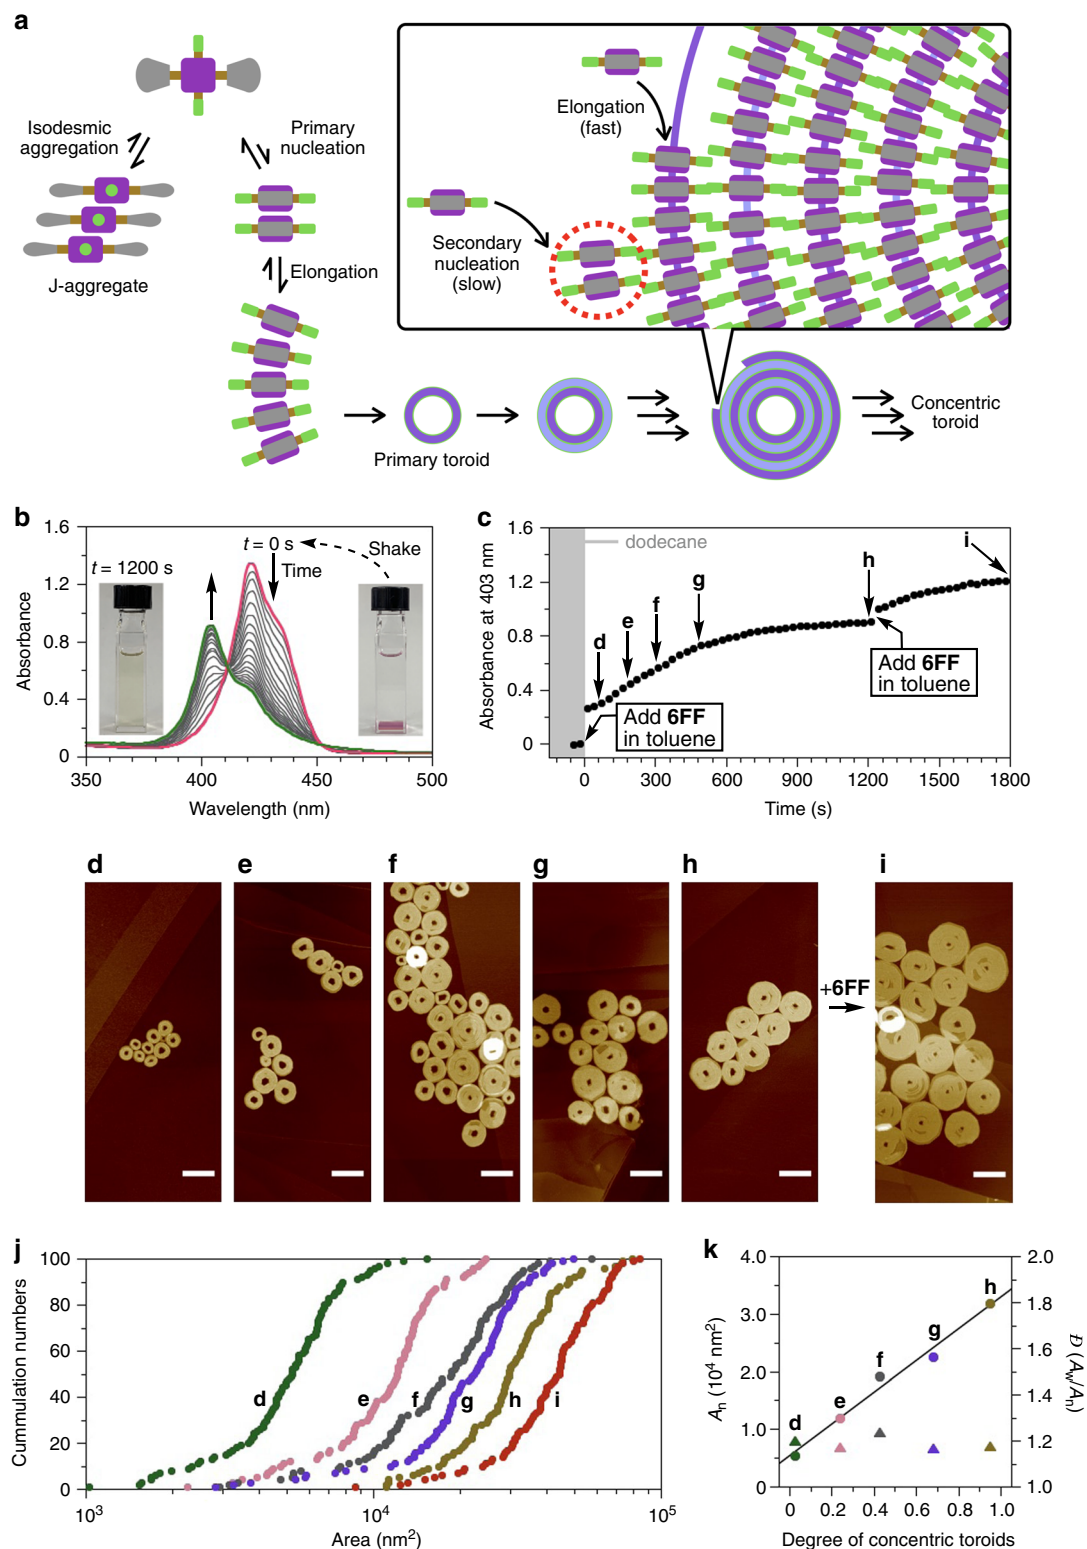 a
Isodesmic
aggregation
Primary
nucleation
J-aggregate
Elongation
Elongation
(fast)
Secondary
nucleation
(slow)
Primary toroid
Concentric
toroid
b
1.6
1.2
0.8
0.4
0
Absorbance
t = 1200 s
t = 0 s
Time
Shake
350
400
450
500
Wavelength (nm)
c
1.6
1.2
0.8
0.4
0
Absorbance at 403 nm
dodecane
d
e
f
g
h
i
Add 6FF
in toluene
Add 6FF
in toluene
0
300
600
900
1200
1500
1800
Time (s)
d
e
f
g
h
+6FF
i
j
100
80
60
40
20
0
Cummulation numbers
d
e
f
g
h
i
10³
10⁴
10⁵
Area (nm²)
k
4.0
3.0
2.0
1.0
0
Aₙ (10⁴ nm²)
d
e
f
g
h
2.0
1.8
1.6
1.4
1.2
1.0
Đ (A_w/Aₙ)
0
0.2
0.4
0.6
0.8
1.0
Degree of concentric toroids